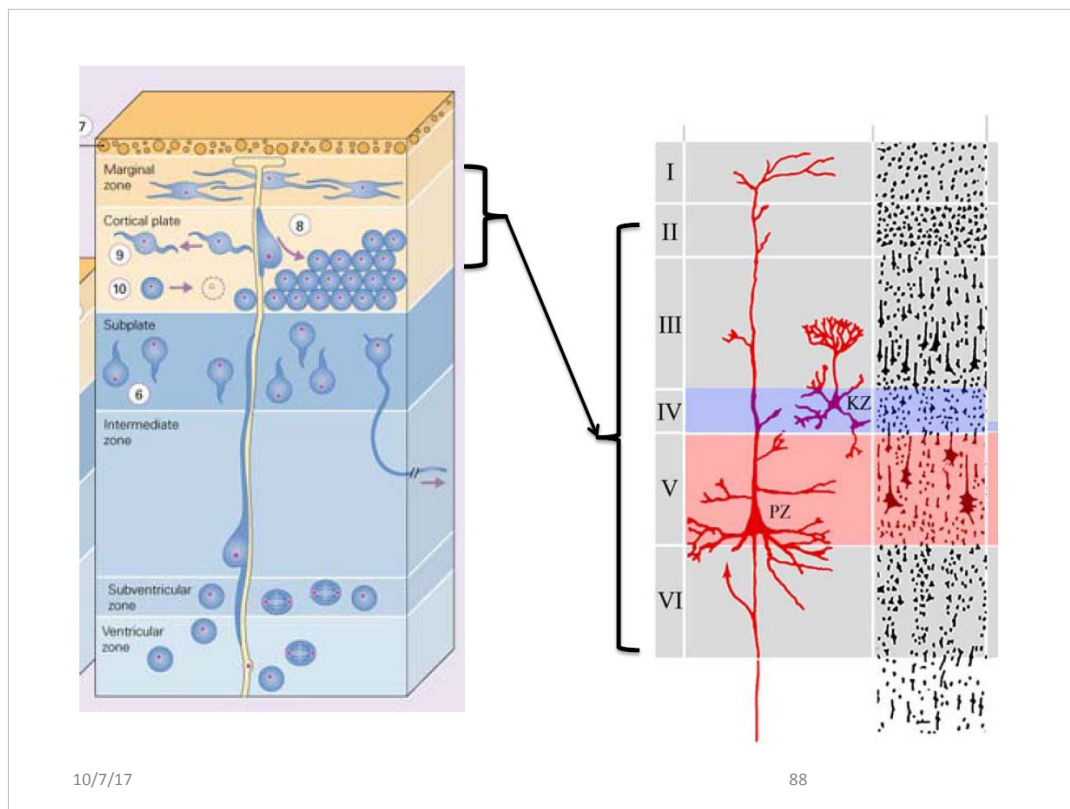 7
Marginal
zone
Cortical plate
8
9
10
Subplate
6
Intermediate
zone
Subventricular
zone
Ventricular
zone
I
II
III
IV
KZ
V
PZ
VI
10/7/17
88